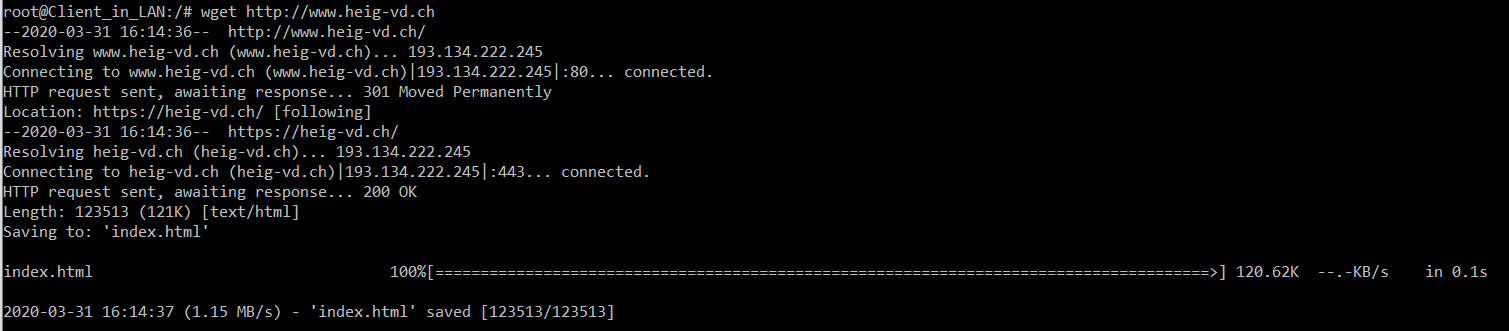 root@Client_in_LAN:/# wget http://www.heig-vd.ch
--2020-03-31 16:14:36--  http://www.heig-vd.ch/
Resolving www.heig-vd.ch (www.heig-vd.ch)... 193.134.222.245
Connecting to www.heig-vd.ch (www.heig-vd.ch)|193.134.222.245|:80... connected.
HTTP request sent, awaiting response... 301 Moved Permanently
Location: https://heig-vd.ch/ [following]
--2020-03-31 16:14:36--  https://heig-vd.ch/
Resolving heig-vd.ch (heig-vd.ch)... 193.134.222.245
Connecting to heig-vd.ch (heig-vd.ch)|193.134.222.245|:443... connected.
HTTP request sent, awaiting response... 200 OK
Length: 123513 (121K) [text/html]
Saving to: 'index.html'
index.html                                 100%[======================================================================================>] 120.62K  --.-KB/s    in 0.1s
2020-03-31 16:14:37 (1.15 MB/s) - 'index.html' saved [123513/123513]